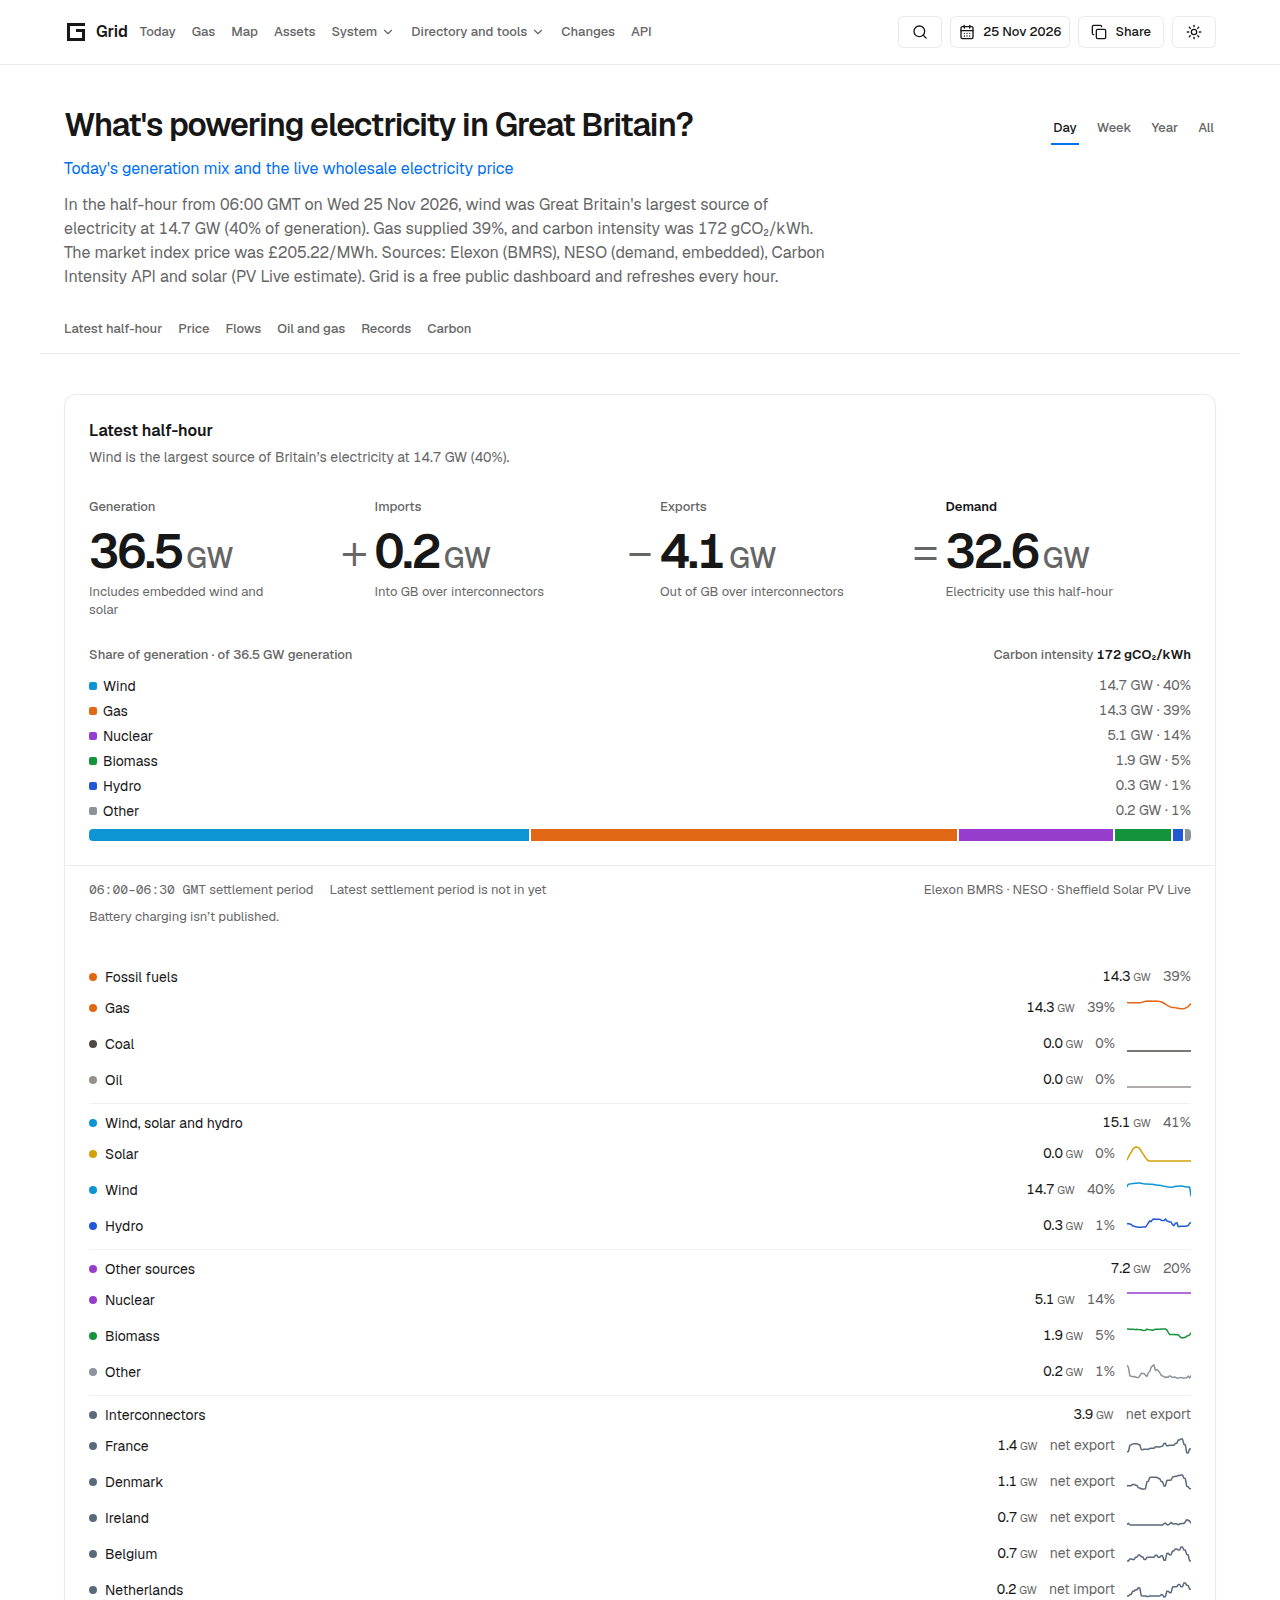 Grid Today Gas Map Assets System Directory and tools Changes API 25 Nov 2026 Share
What's powering electricity in Great Britain?
Day Week Year All
Today's generation mix and the live wholesale electricity price
In the half-hour from 06:00 GMT on Wed 25 Nov 2026, wind was Great Britain's largest source of
electricity at 14.7 GW (40% of generation). Gas supplied 39%, and carbon intensity was 172 gCO₂/kWh.
The market index price was £205.22/MWh. Sources: Elexon (BMRS), NESO (demand, embedded), Carbon
Intensity API and solar (PV Live estimate). Grid is a free public dashboard and refreshes every hour.
Latest half-hour Price Flows Oil and gas Records Carbon
Latest half-hour
Wind is the largest source of Britain's electricity at 14.7 GW (40%).
Generation Imports Exports Demand
36.5 GW + 0.2 GW − 4.1 GW = 32.6 GW
Includes embedded wind and Into GB over interconnectors Out of GB over interconnectors Electricity use this half-hour
solar
Share of generation · of 36.5 GW generation Carbon intensity 172 gCO₂/kWh
Wind 14.7 GW · 40%
Gas 14.3 GW · 39%
Nuclear 5.1 GW · 14%
Biomass 1.9 GW · 5%
Hydro 0.3 GW · 1%
Other 0.2 GW · 1%
06:00–06:30 GMT settlement period Latest settlement period is not in yet Elexon BMRS · NESO · Sheffield Solar PV Live
Battery charging isn't published.
Fossil fuels 14.3 GW 39%
Gas 14.3 GW 39%
Coal 0.0 GW 0%
Oil 0.0 GW 0%
Wind, solar and hydro 15.1 GW 41%
Solar 0.0 GW 0%
Wind 14.7 GW 40%
Hydro 0.3 GW 1%
Other sources 7.2 GW 20%
Nuclear 5.1 GW 14%
Biomass 1.9 GW 5%
Other 0.2 GW 1%
Interconnectors 3.9 GW net export
France 1.4 GW net export
Denmark 1.1 GW net export
Ireland 0.7 GW net export
Belgium 0.7 GW net export
Netherlands 0.2 GW net import